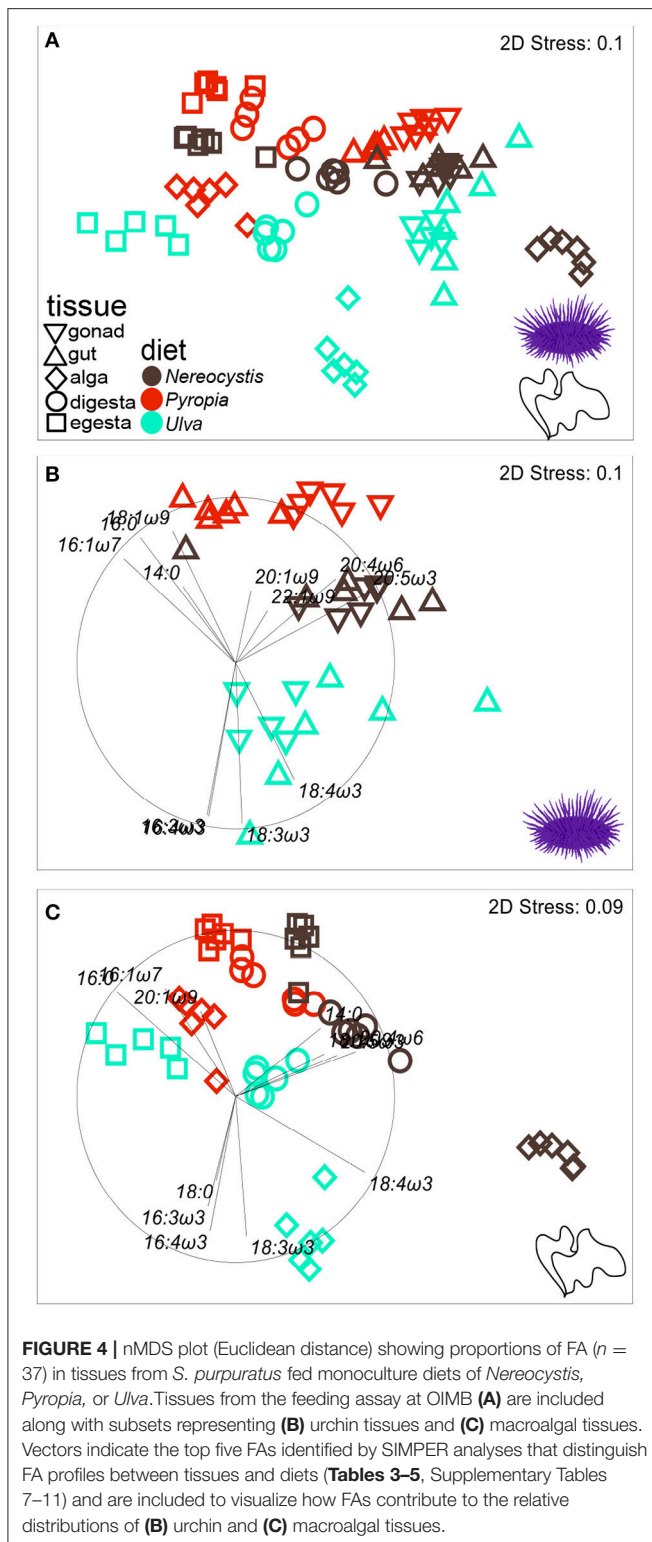 A
2D Stress: 0.1
tissue
gonad
gut
alga
digesta
egesta
diet
Nereocystis
Pyropia
Ulva
B
2D Stress: 0.1
18:1ω9
16:0
16:1ω7
14:0
20:1ω9
20:4ω6
20:5ω3
22:1ω9
18:4ω3
16:4ω3
18:3ω3
C
2D Stress: 0.09
16:1ω7
16:0
20:1ω9
14:0
18:4ω3
18:0
16:3ω3
16:4ω3
18:3ω3
FIGURE 4 | nMDS plot (Euclidean distance) showing proportions of FA (n =
37) in tissues from S. purpuratus fed monoculture diets of Nereocystis,
Pyropia, or Ulva.Tissues from the feeding assay at OIMB (A) are included
along with subsets representing (B) urchin tissues and (C) macroalgal tissues.
Vectors indicate the top five FAs identified by SIMPER analyses that distinguish
FA profiles between tissues and diets (Tables 3–5, Supplementary Tables
7–11) and are included to visualize how FAs contribute to the relative
distributions of (B) urchin and (C) macroalgal tissues.